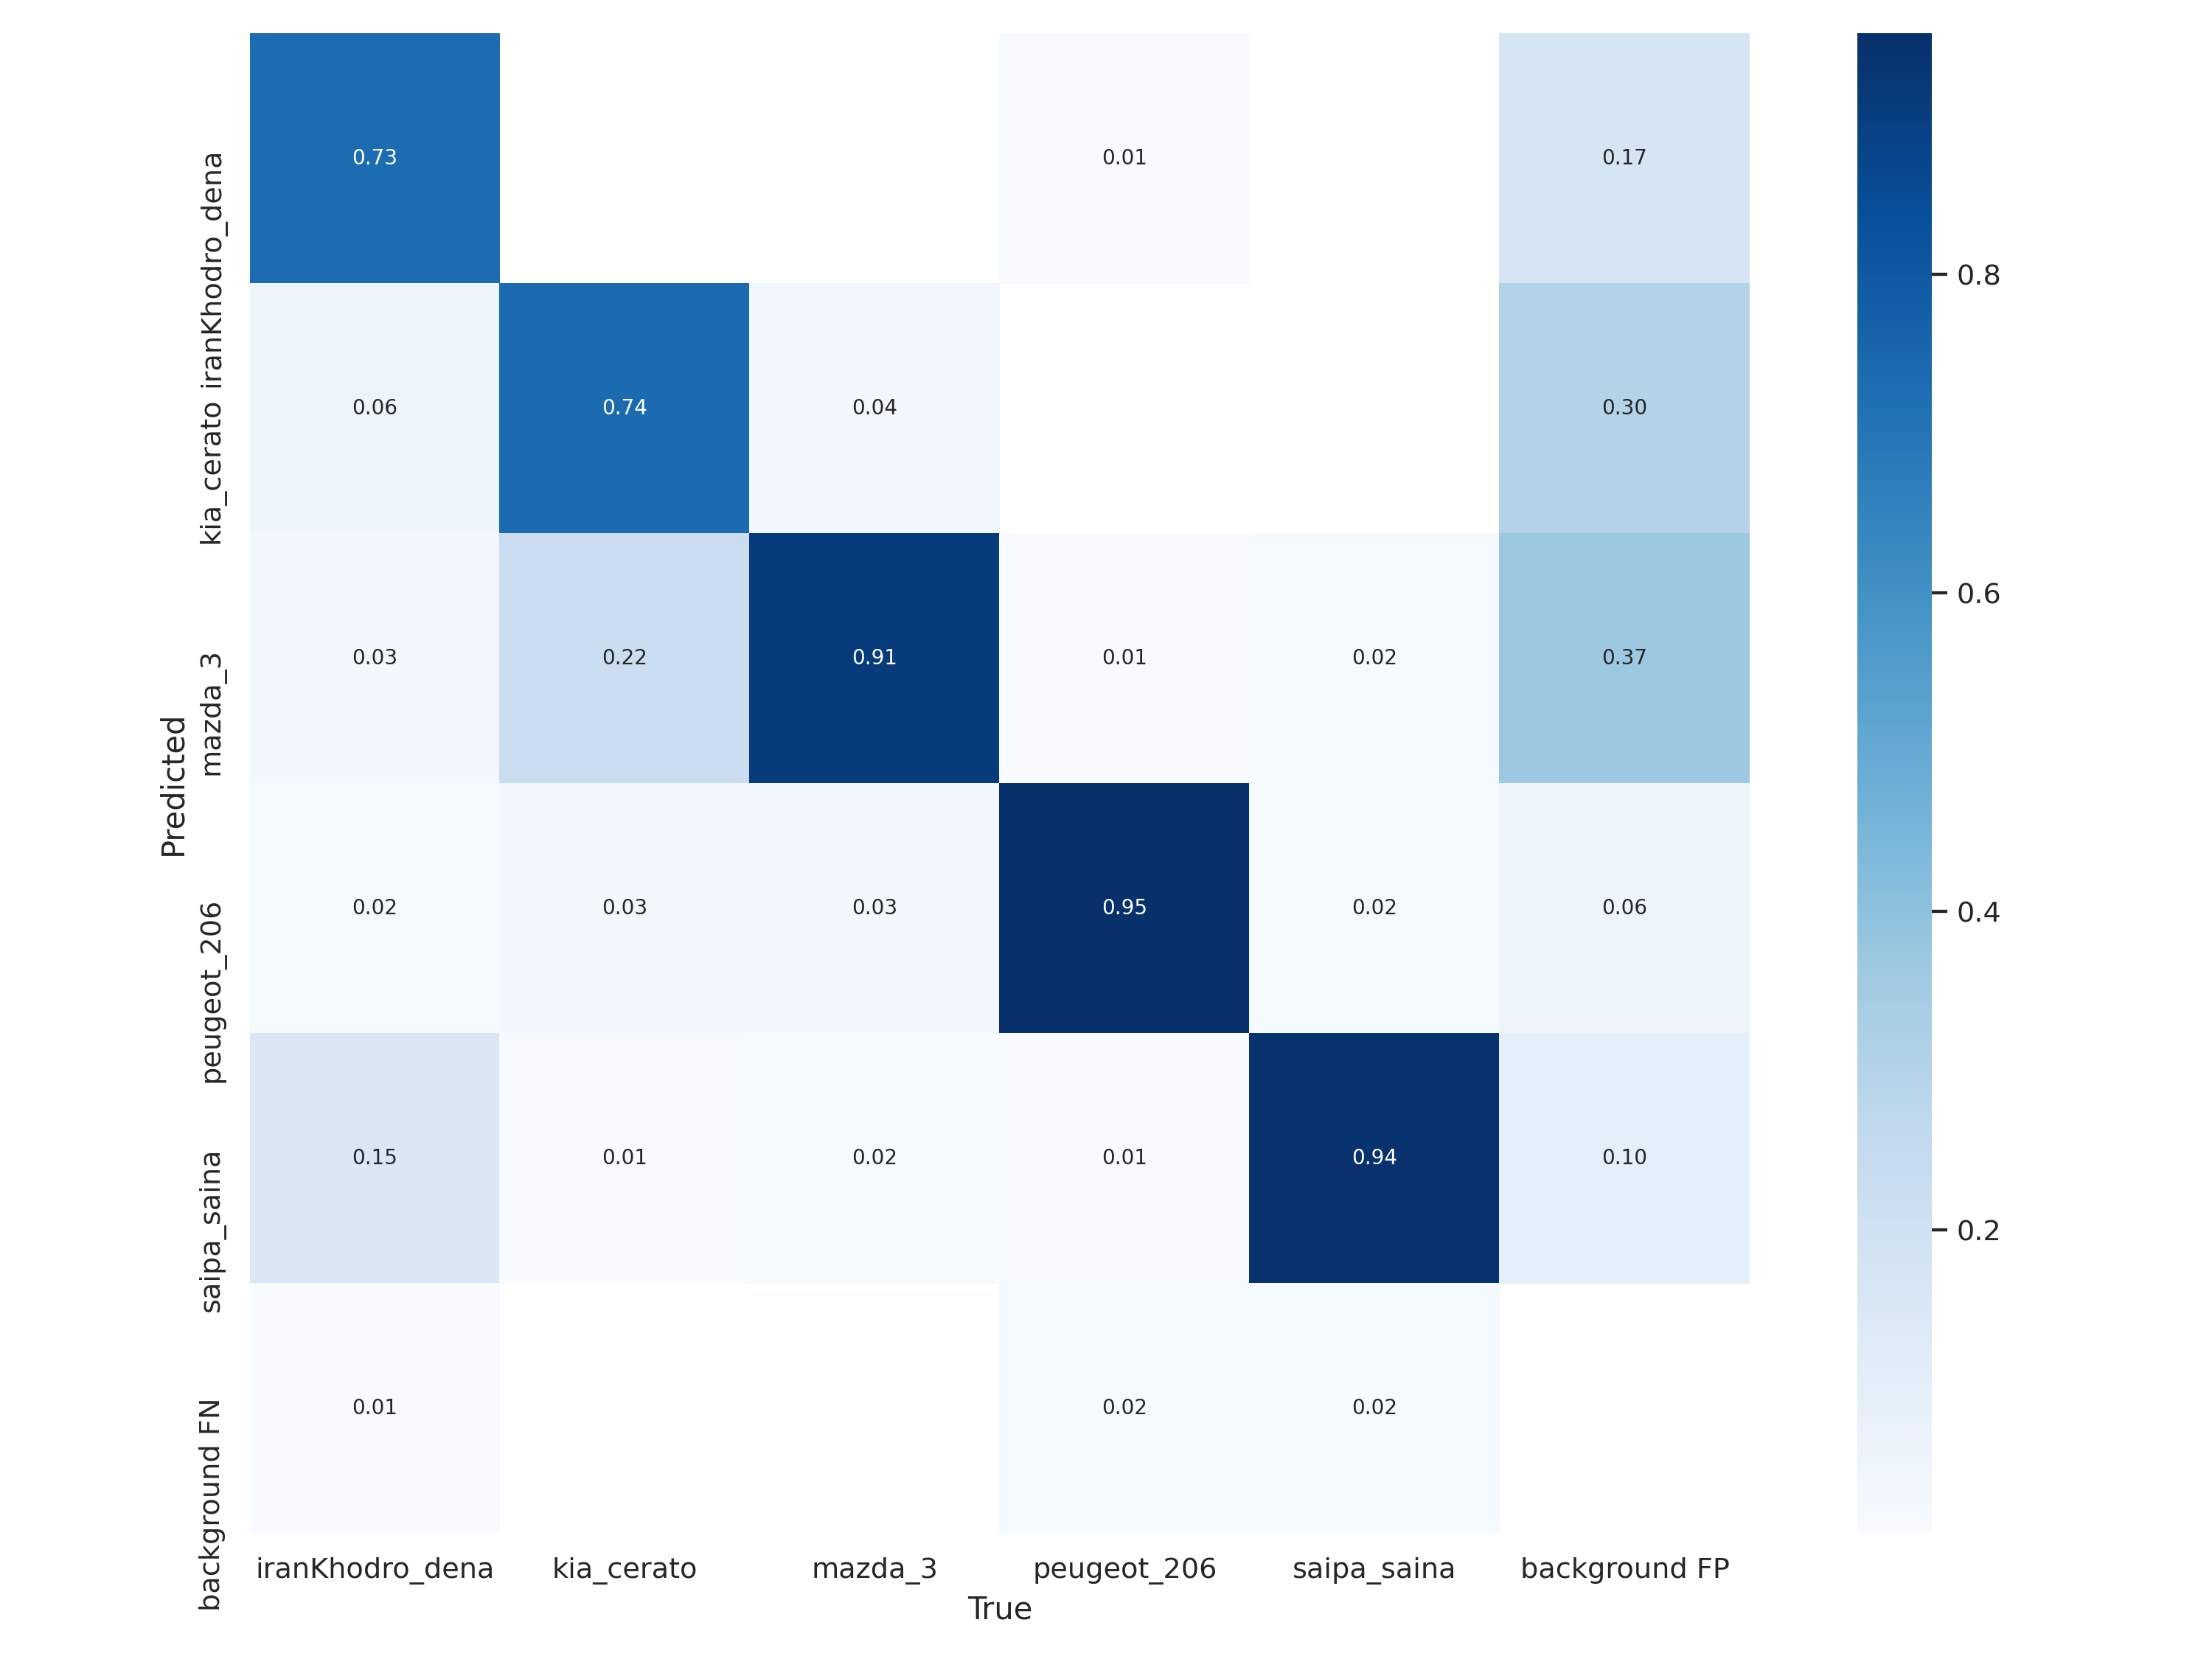 iranKhodro_dena
0.73
0.01
0.17
kia_cerato
0.06
0.74
0.04
0.30
mazda_3
0.03
0.22
0.91
0.01
0.02
0.37
peugeot_206
0.02
0.03
0.03
0.95
0.02
0.06
saipa_saina
0.15
0.01
0.02
0.01
0.94
0.10
background FN
0.01
0.02
0.02
Predicted
iranKhodro_dena
kia_cerato
mazda_3
peugeot_206
saipa_saina
background FP
True
0.8
0.6
0.4
0.2